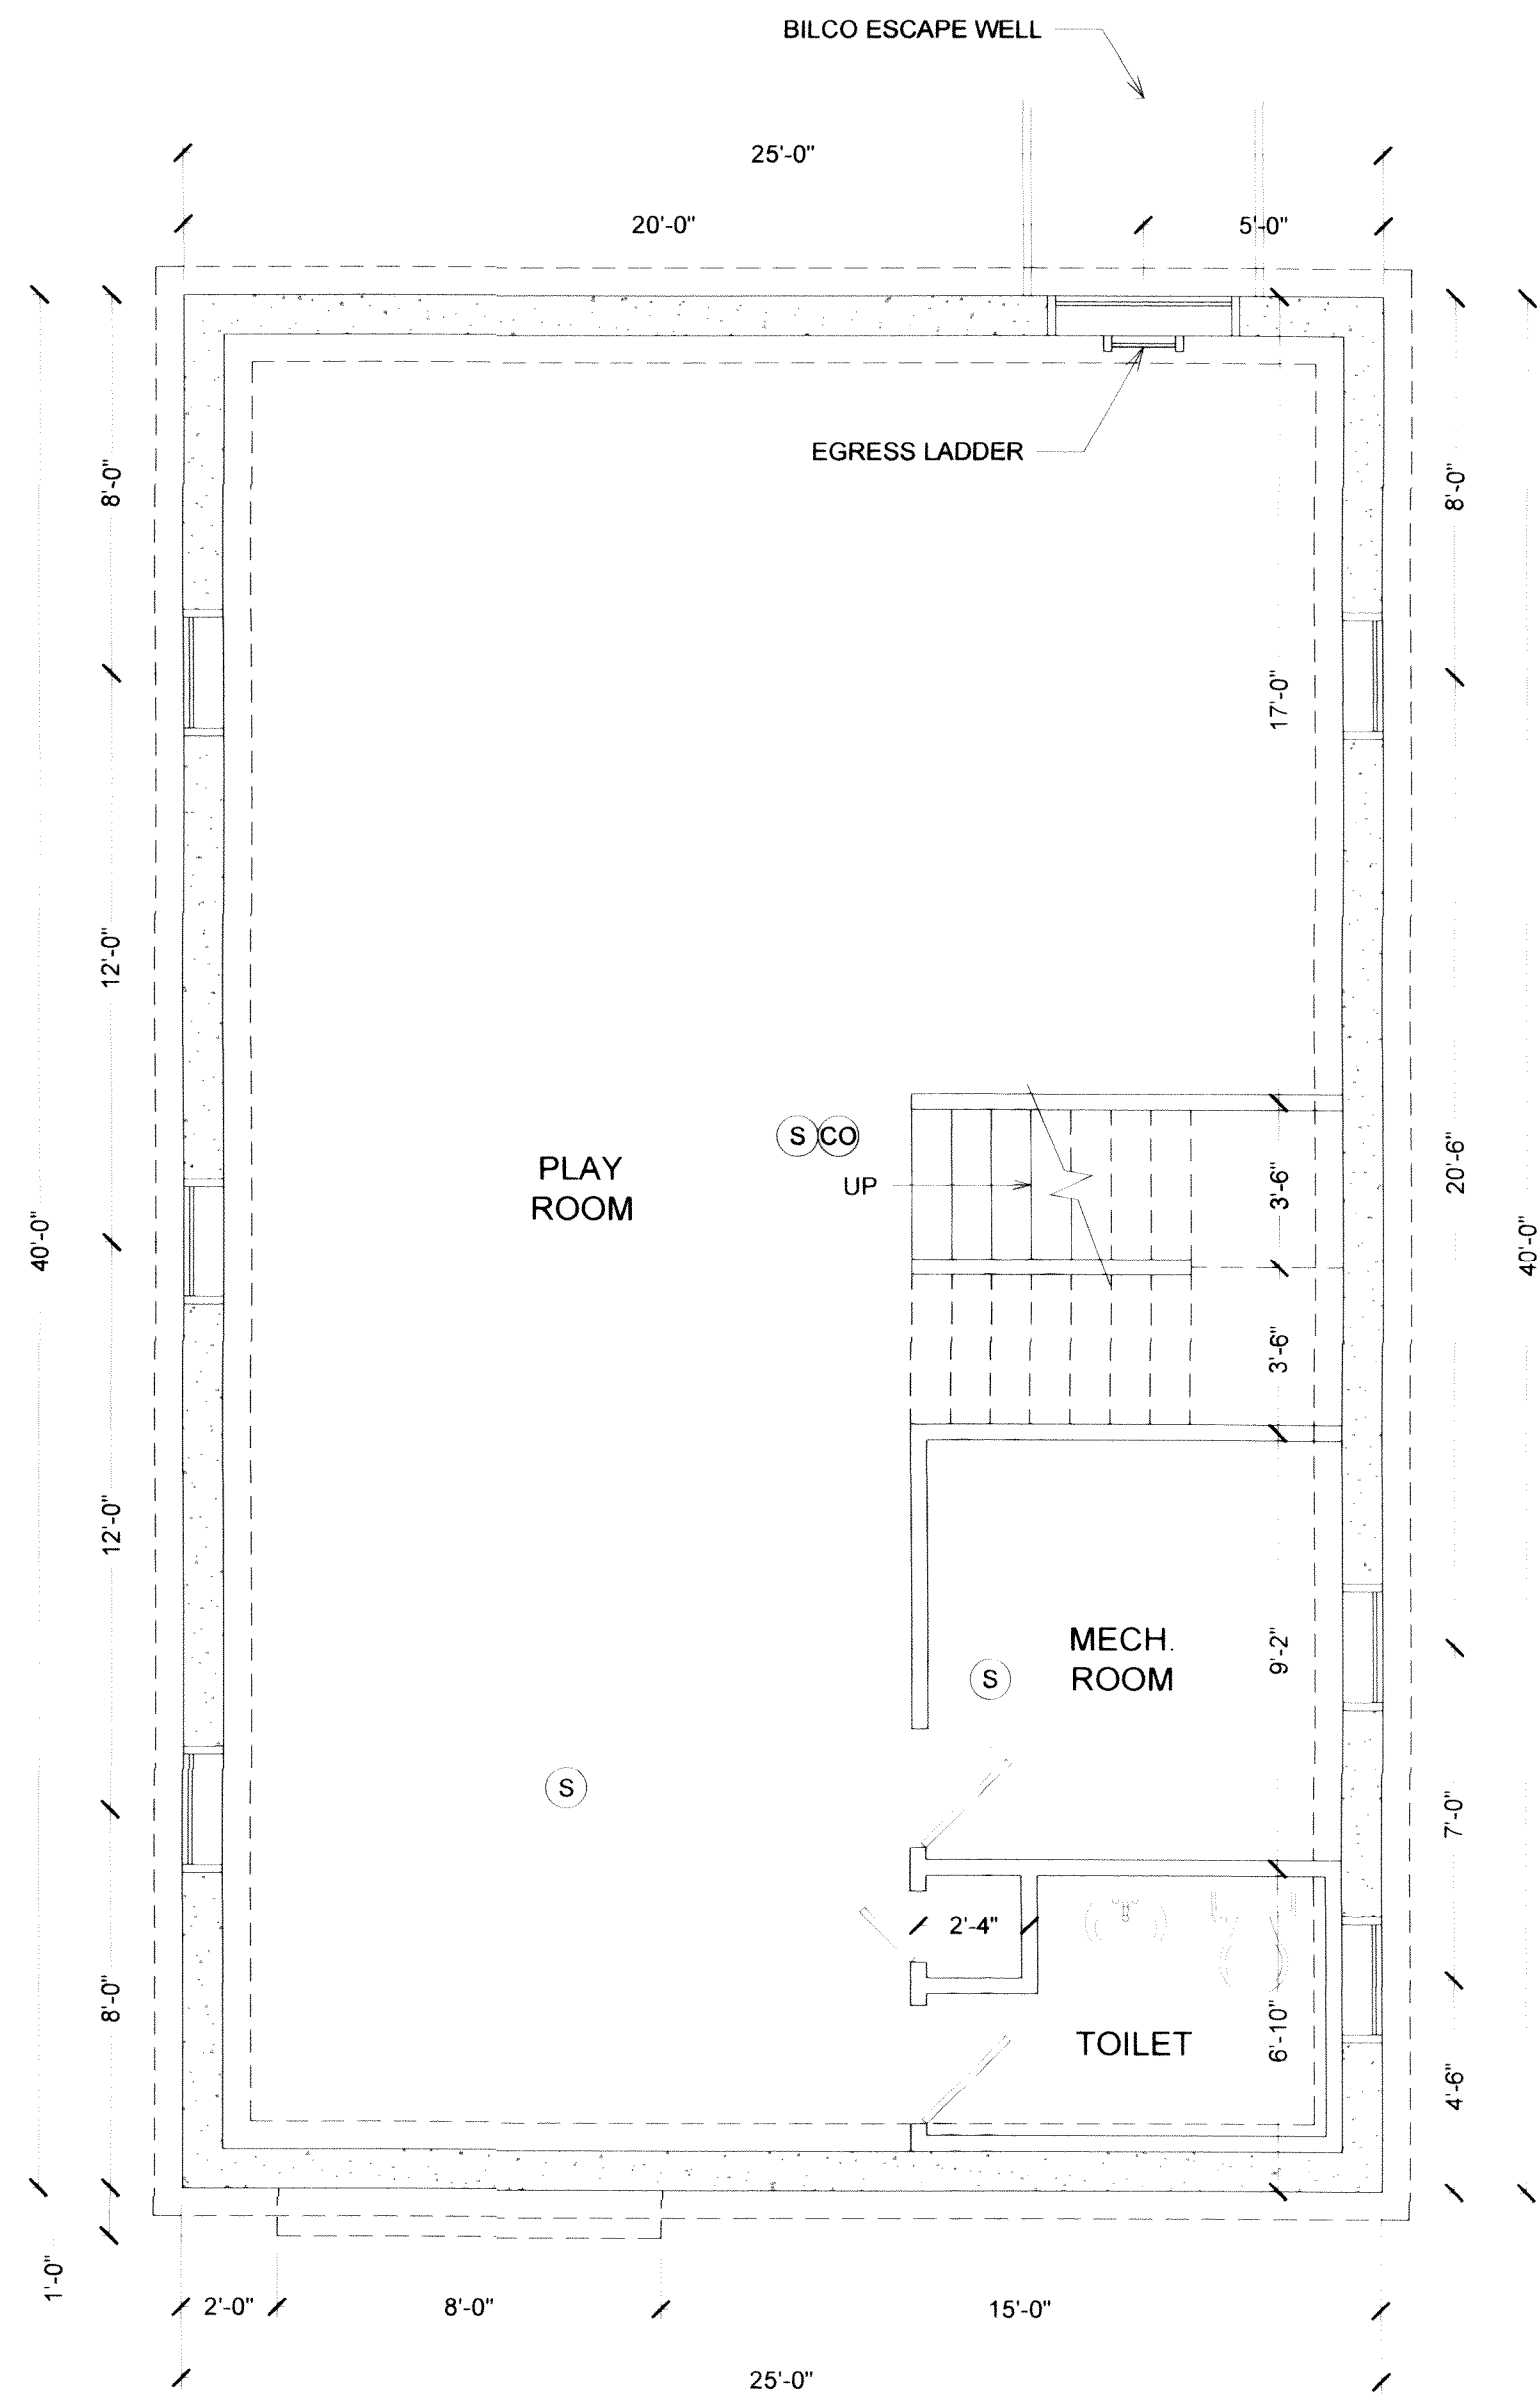 BILCO ESCAPE WELL
25'-0"
20'-0"
5'-0"
EGRESS LADDER
8'-0"
8'-0"
17'-0"
12'-0"
S CO
PLAY
ROOM
UP
3'-6"
20'-6"
40'-0"
40'-0"
3'-6"
12'-0"
MECH.
ROOM
S
9'-2"
S
7'-0"
2'-4"
8'-0"
TOILET
6'-10"
4'-6"
1'-0"
2'-0"
8'-0"
15'-0"
25'-0"